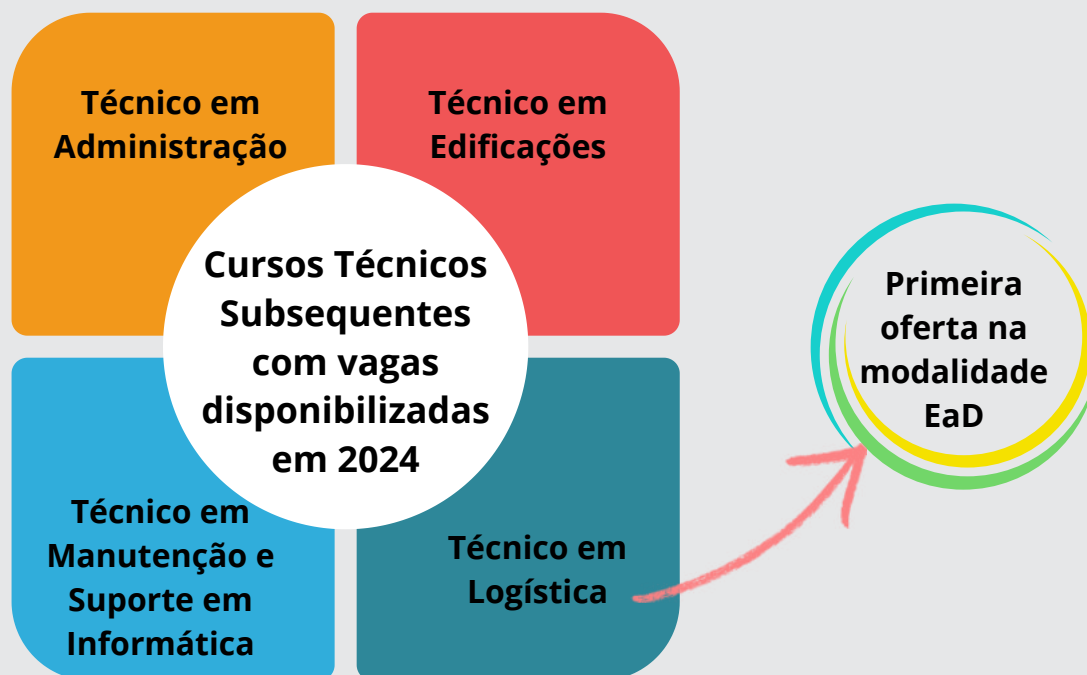 Técnico em
Administração
Técnico em
Edificações
Cursos Técnicos
Subsequentes
com vagas
disponibilizadas
em 2024
Técnico em
Manutenção e
Suporte em
Informática
Técnico em
Logística
Primeira
oferta na
modalidade
EaD